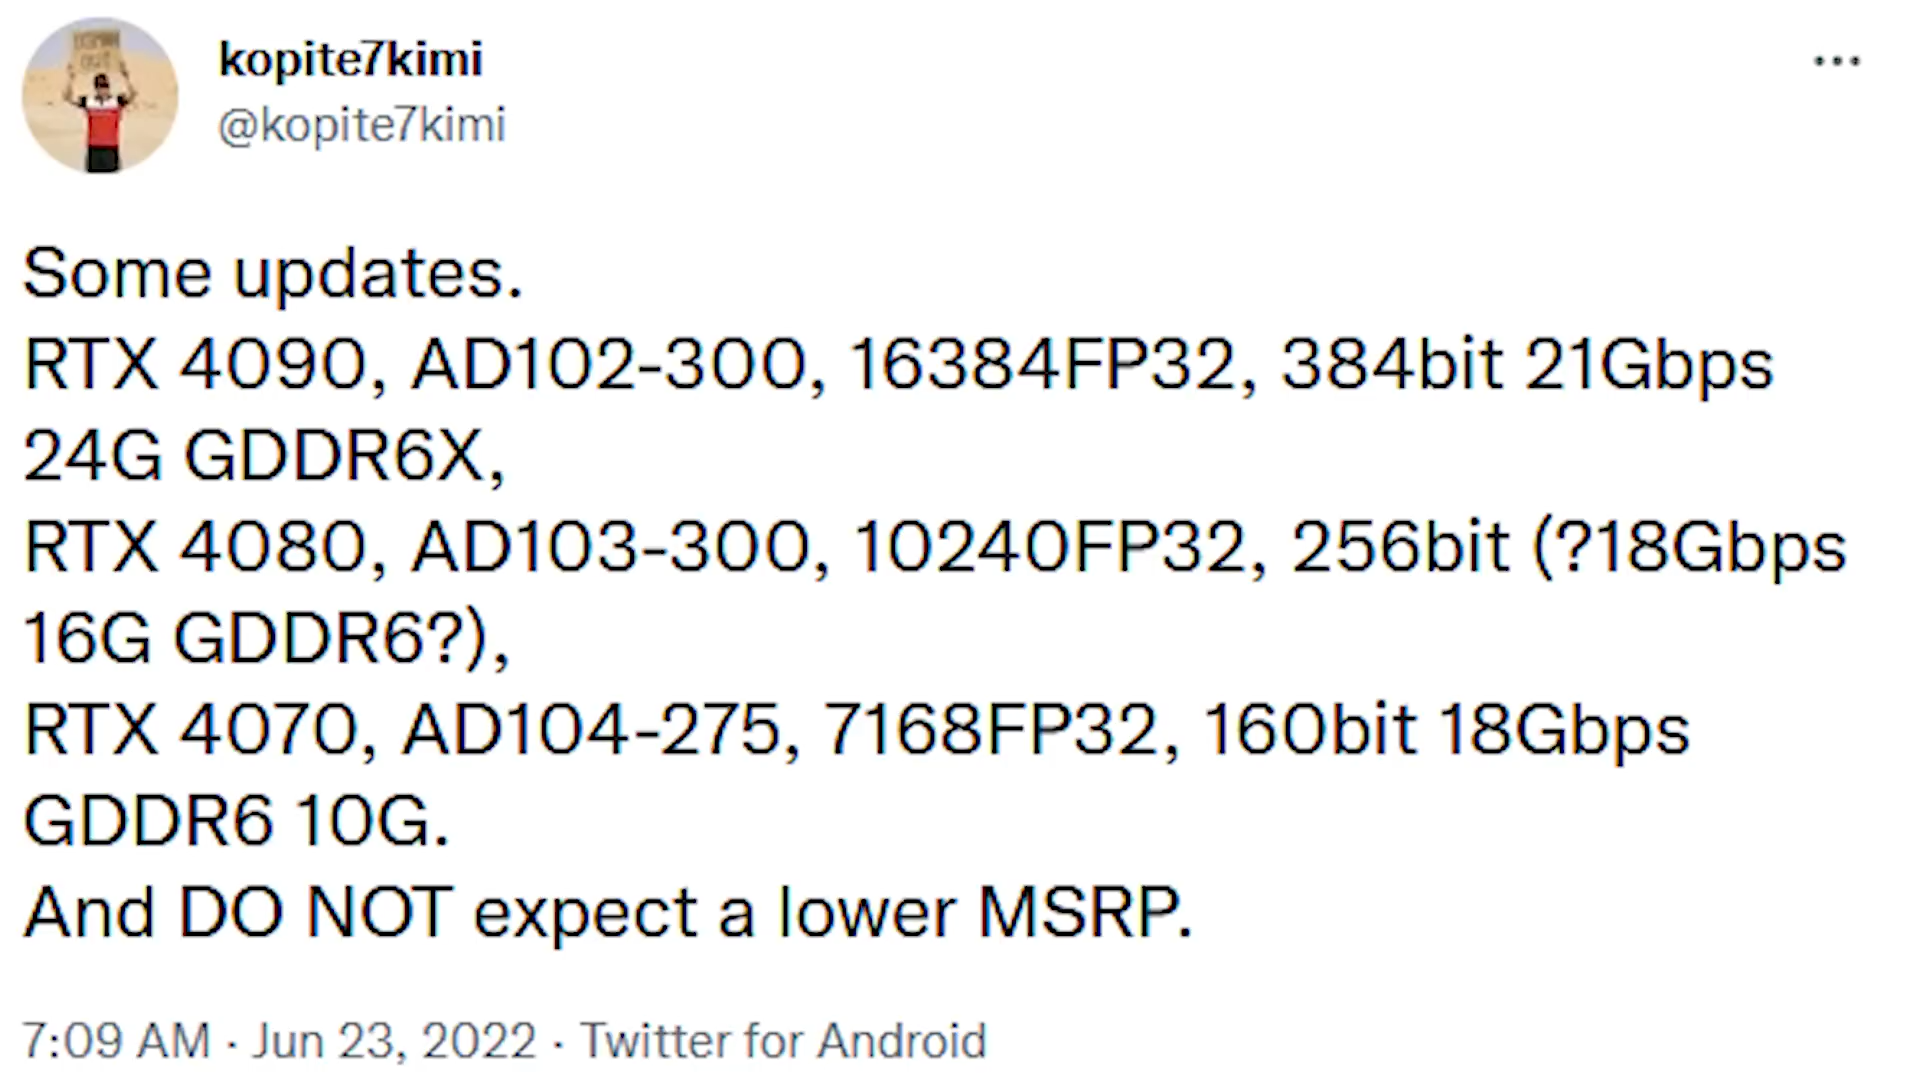 kopite7kimi
@kopite7kimi
Some updates.
RTX 4090, AD102-300, 16384FP32, 384bit 21Gbps
24G GDDR6X,
RTX 4080, AD103-300, 10240FP32, 256bit (?18Gbps
16G GDDR6?),
RTX 4070, AD104-275, 7168FP32, 160bit 18Gbps
GDDR6 10G.
And DO NOT expect a lower MSRP.
7:09 AM · Jun 23, 2022 · Twitter for Android